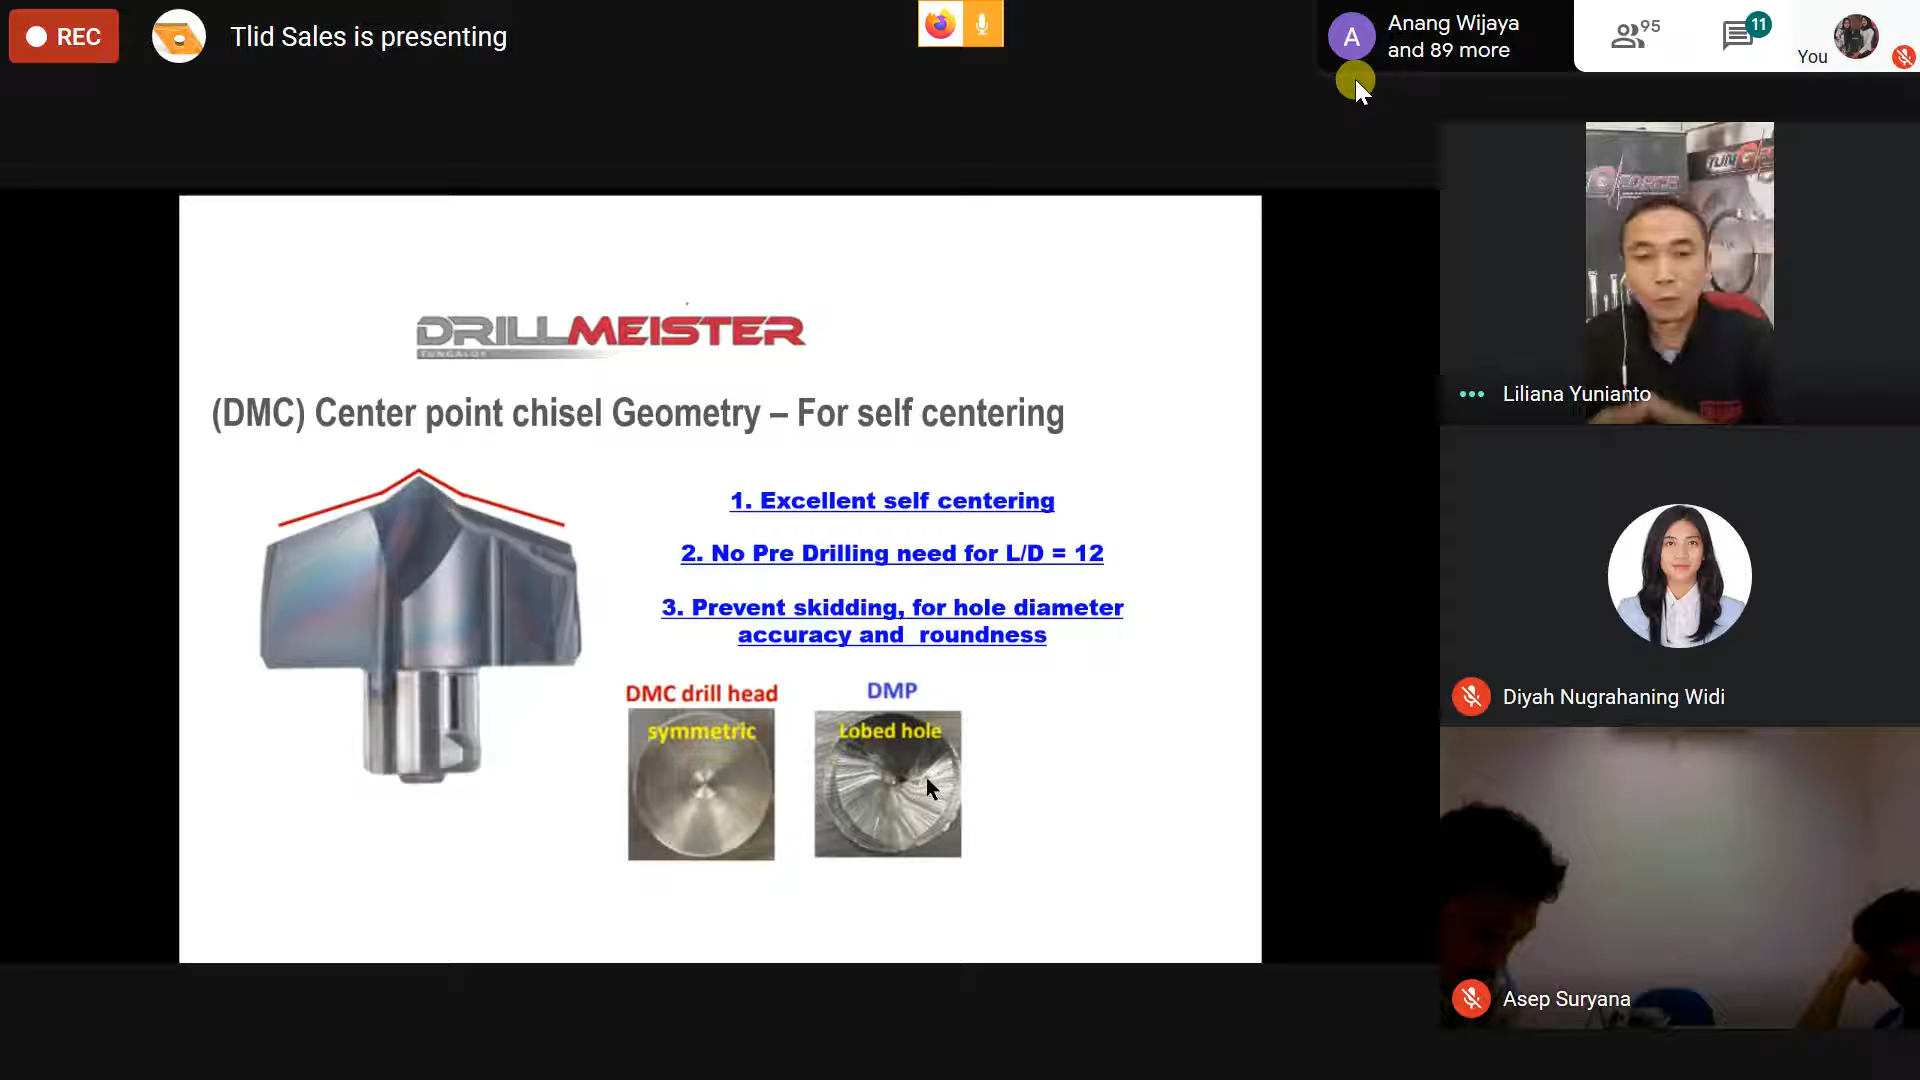 REC
Tlid Sales is presenting
A
Anang Wijaya
and 89 more
95
11
You
DRILLMEISTER
TUNGALOY
(DMC) Center point chisel Geometry – For self centering
1. Excellent self centering
2. No Pre Drilling need for L/D = 12
3. Prevent skidding, for hole diameter
accuracy and roundness
DMC drill head
symmetric
DMP
Lobed hole
Liliana Yunianto
Diyah Nugrahaning Widi
Asep Suryana